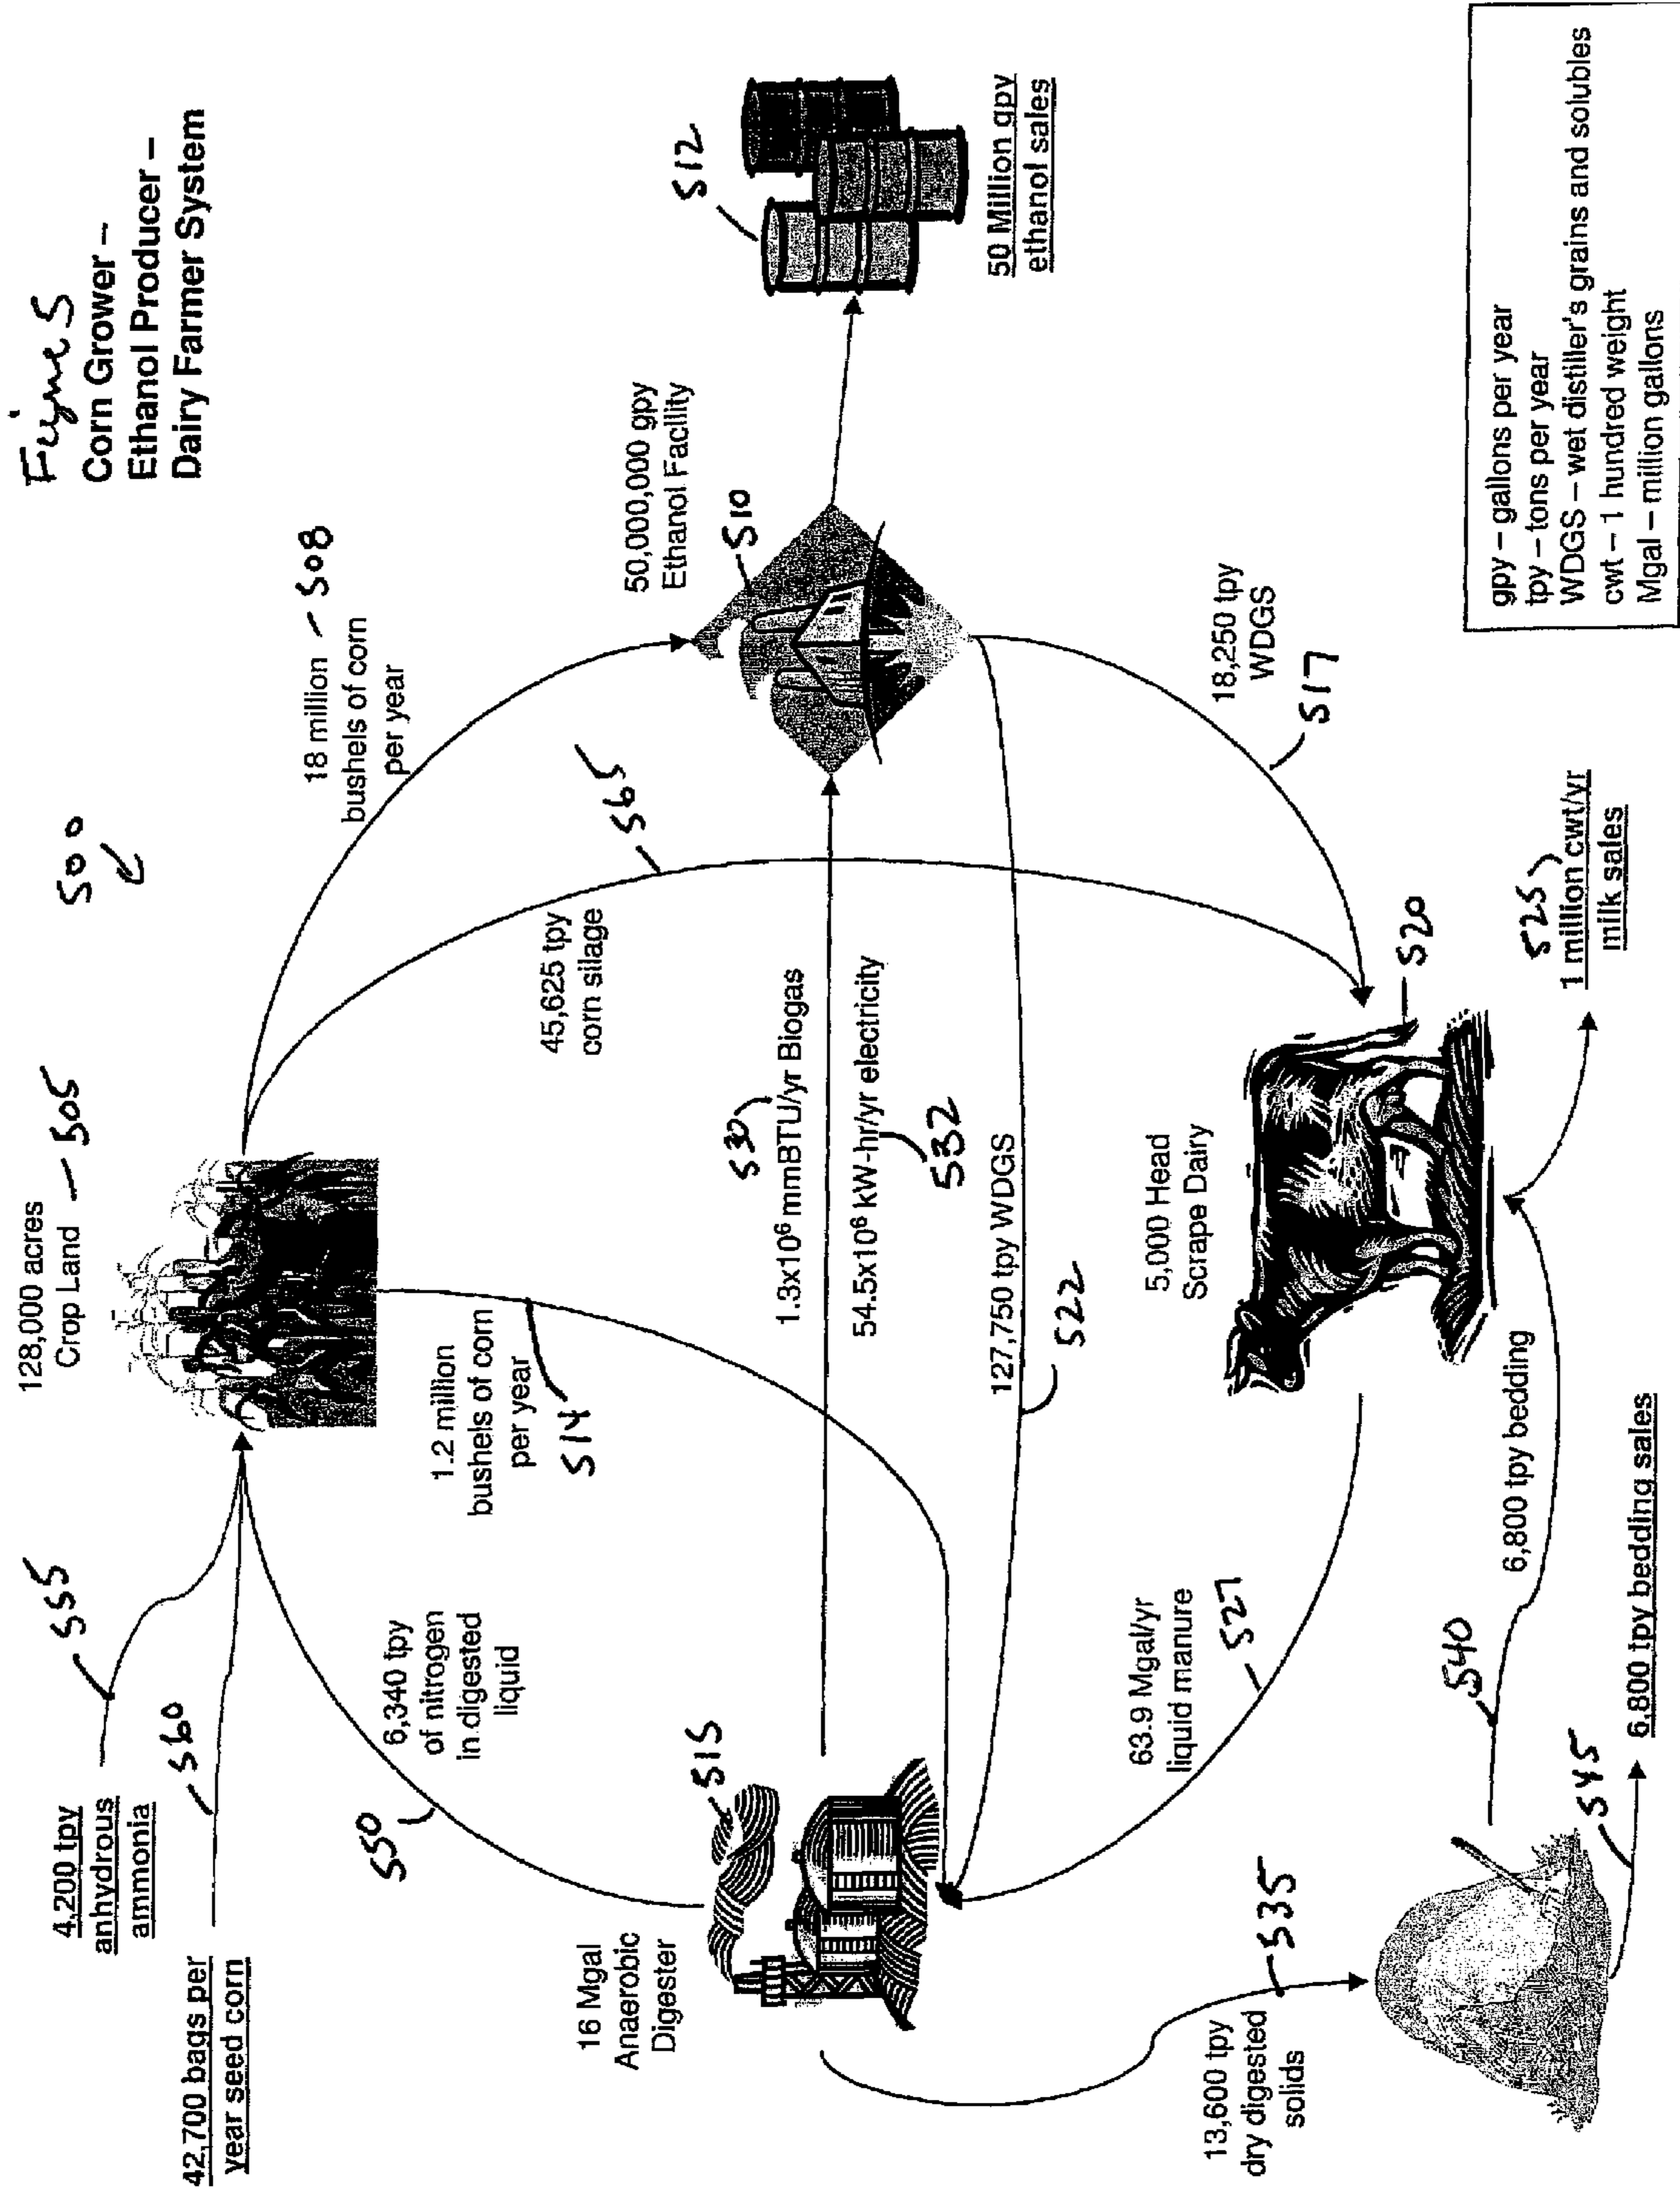 Figure 5
Corn Grower –
Ethanol Producer –
Dairy Farmer System
500
128,000 acres
Crop Land
505
555
4,200 tpy
anhydrous
ammonia
560
42,700 bags per
year seed corn
18 million
bushels of corn
per year
508
45,625 tpy
corn silage
565
1.2 million
bushels of corn
per year
514
6,340 tpy
of nitrogen
in digested
liquid
550
50,000,000 gpy
Ethanol Facility
510
512
50 Million gpy
ethanol sales
16 Mgal
Anaerobic
Digester
515
530
1.3x10⁶ mmBTU/yr Biogas
54.5x10⁶ kW-hr/yr electricity
532
127,750 tpy WDGS
522
18,250 tpy
WDGS
517
63.9 Mgal/yr
liquid manure
527
5,000 Head
Scrape Dairy
520
525
1 million cwt/yr
milk sales
13,600 tpy
dry digested
solids
535
540
6,800 tpy bedding
545
6,800 tpy bedding sales
gpy – gallons per year
tpy – tons per year
WDGS – wet distiller's grains and solubles
cwt – 1 hundred weight
Mgal – million gallons